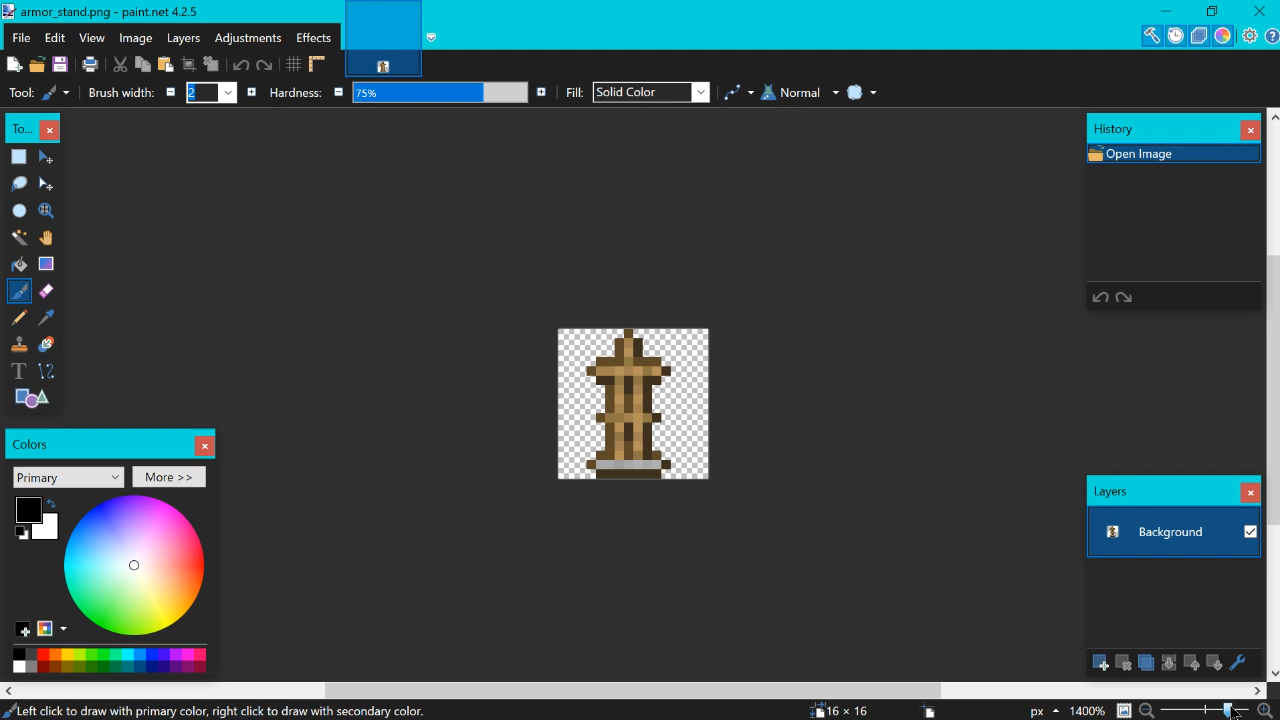 armor_stand.png - paint.net 4.2.5
File Edit View Image Layers Adjustments Effects
Tool: Brush width: 2 Hardness: 75% Fill: Solid Color Normal
To...
History
Open Image
Colors
Primary More >>
Layers
Background
Left click to draw with primary color, right click to draw with secondary color. 16 × 16 px 1400%